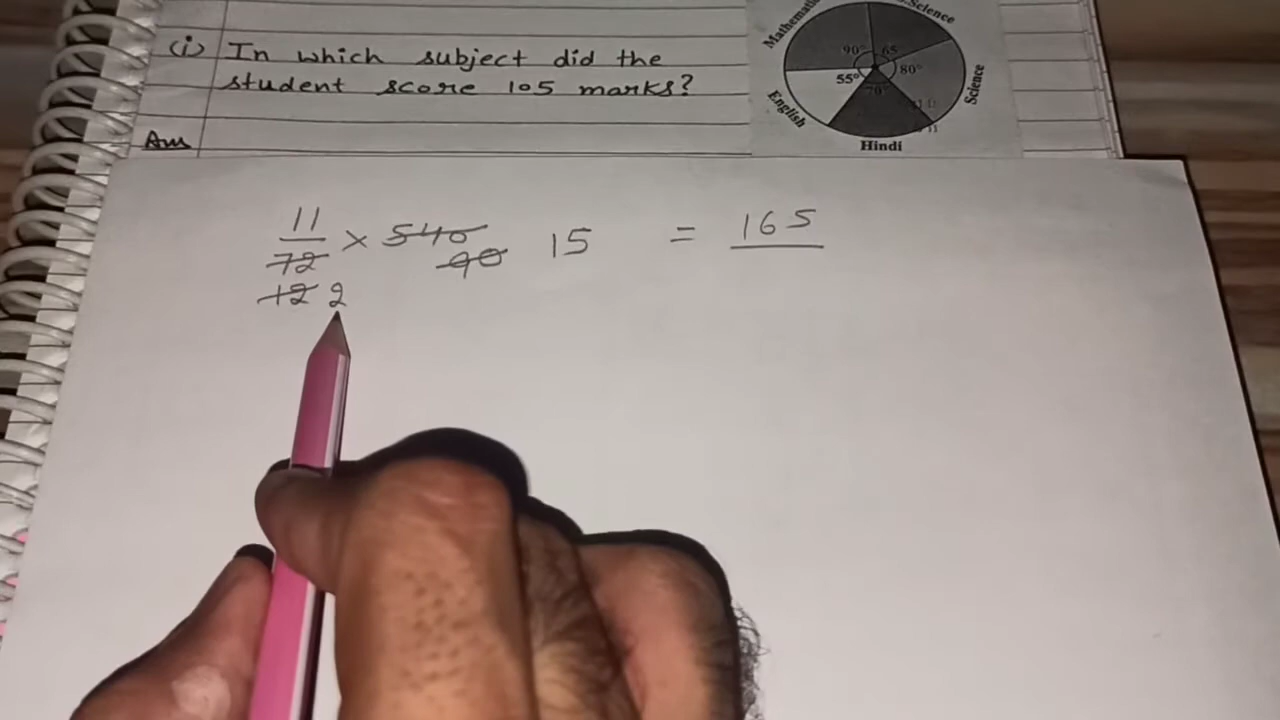 (i) In which subject did the
student score 105 marks?
Ans
Mathema
Science
90°
65
80°
55°
70°
Science
English
Hindi
11
72 × 540 90 15 = 165
12 2